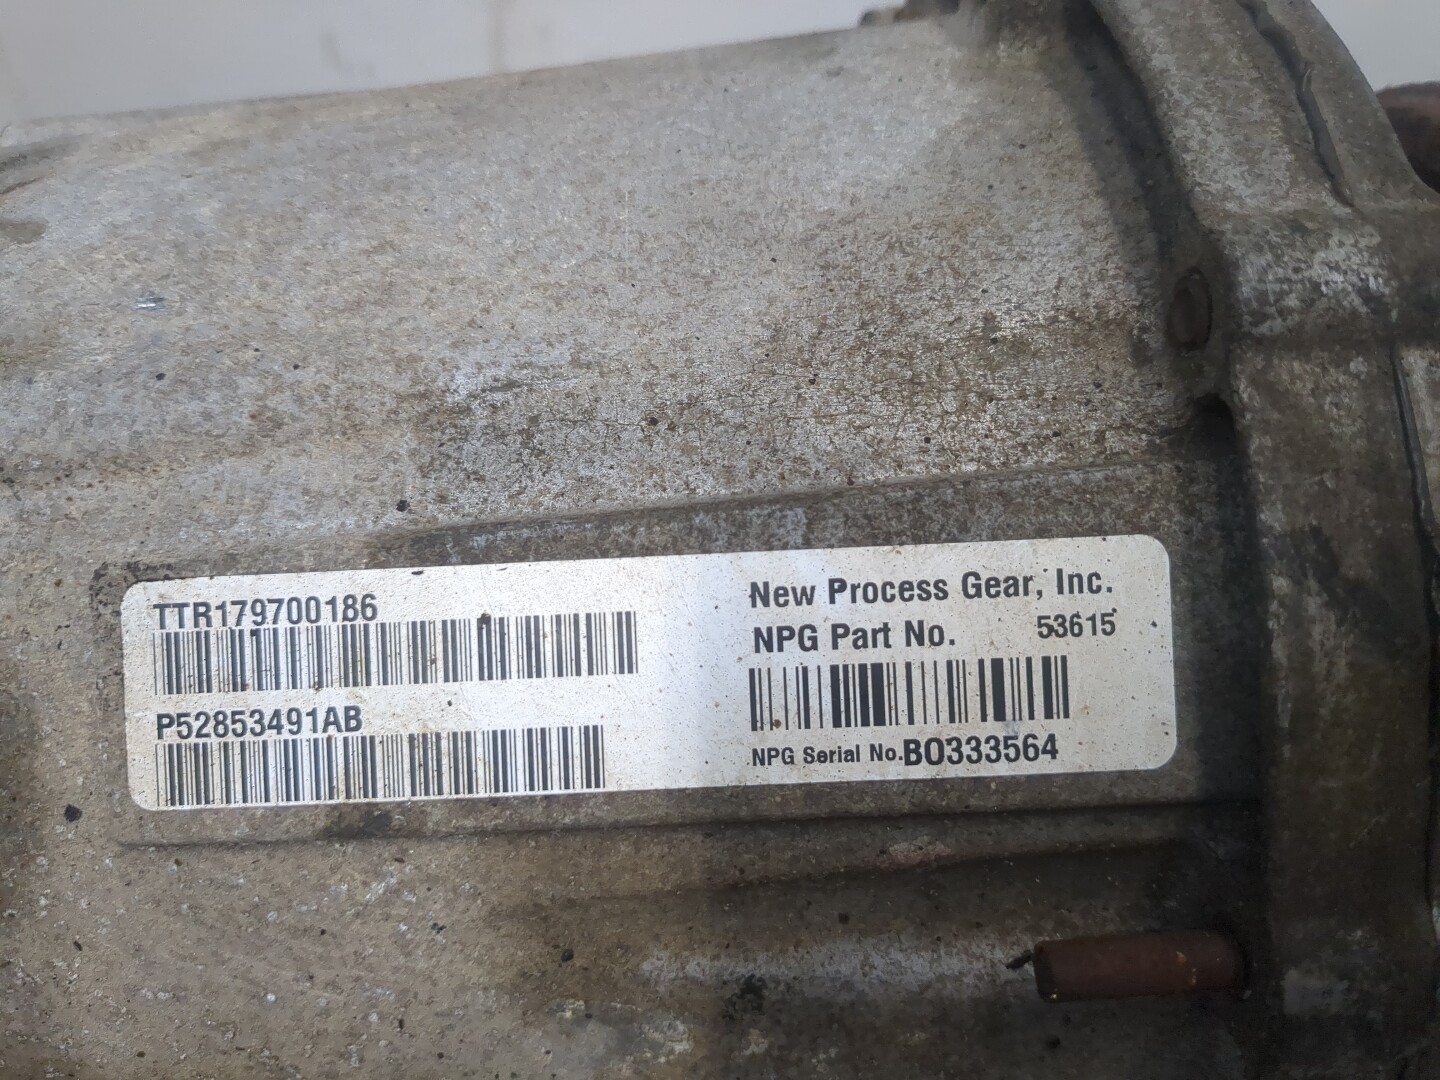 TTR179700186
P52853491AB
New Process Gear, Inc.
NPG Part No. 53615
NPG Serial No.BO333564